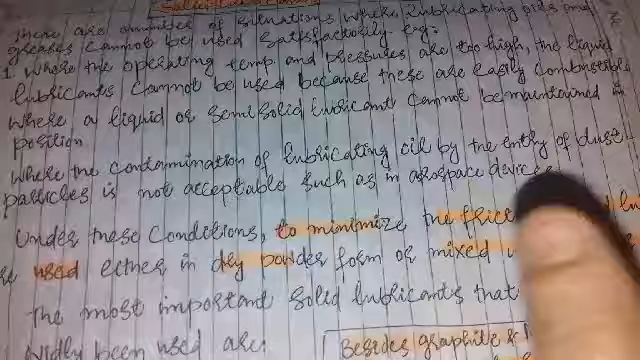 Solid Lubricants
There are a number of situations where, lubricating oils and
greases cannot be used satisfactorily e.g:
1. Where the operating temp and pressures are too high, the liquid
lubricants cannot be used because these are easily combustible
Where a liquid or semisolid lubricant cannot be maintained in
position
Where the contamination of lubricating oil by the entry of dust
particles is not acceptable such as in aerospace devices
Under these conditions, to minimize the
used either in dry powder form or mixed
The most important solid lubricants that
widly been used are
Besides graphite &